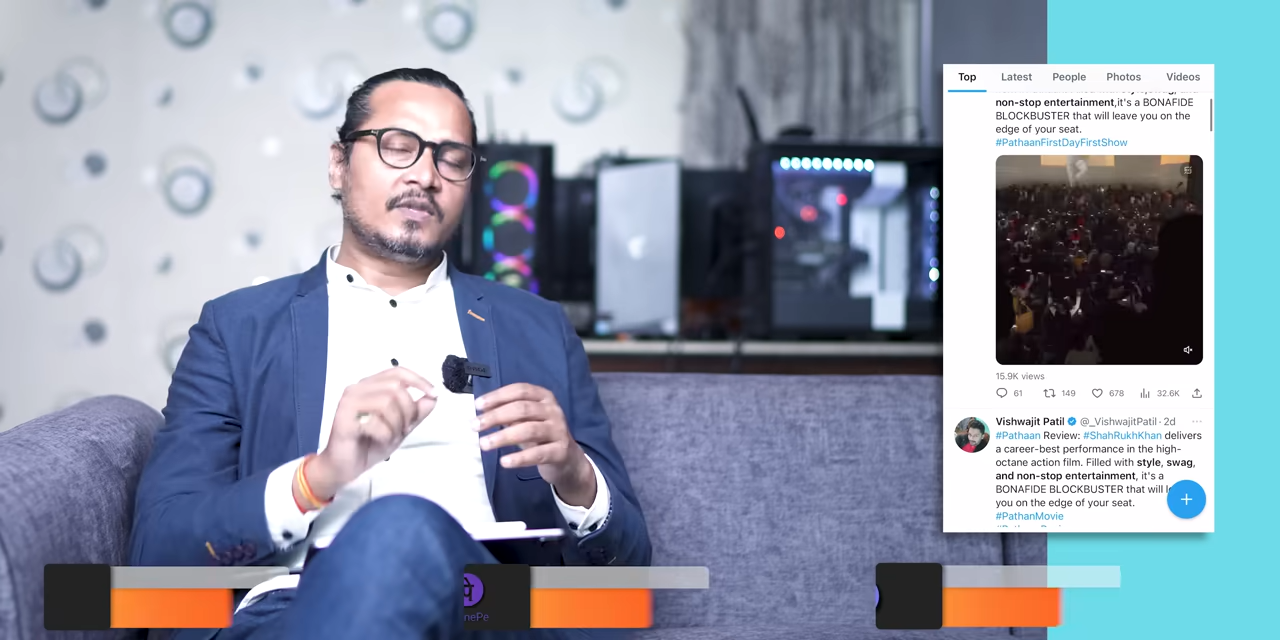 Top Latest People Photos Videos
non-stop entertainment,it's a BONAFIDE
BLOCKBUSTER that will leave you on the
edge of your seat.
#PathaanFirstDayFirstShow
15.9K views
61 149 678 32.6K
Vishwajit Patil @_VishwajitPatil · 2d
#Pathaan Review: #ShahRukhKhan delivers
a career-best performance in the high-
octane action film. Filled with style, swag,
and non-stop entertainment, it's a
BONAFIDE BLOCKBUSTER that will le
you on the edge of your seat.
#PathanMovie
पे
nePe